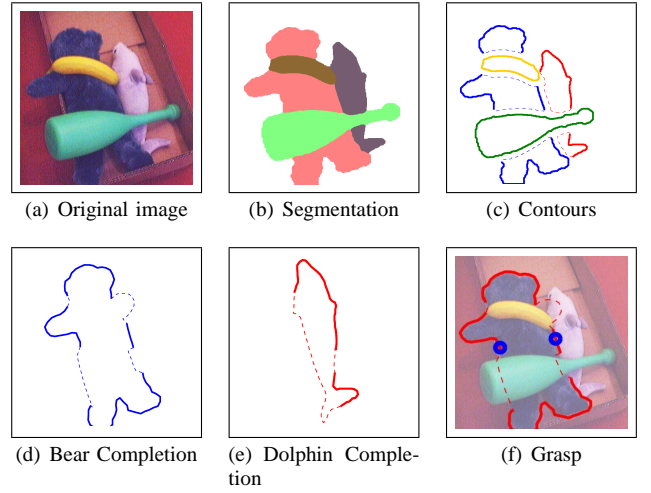 (a) Original image
(b) Segmentation
(c) Contours
(d) Bear Completion
(e) Dolphin Comple-
tion
(f) Grasp